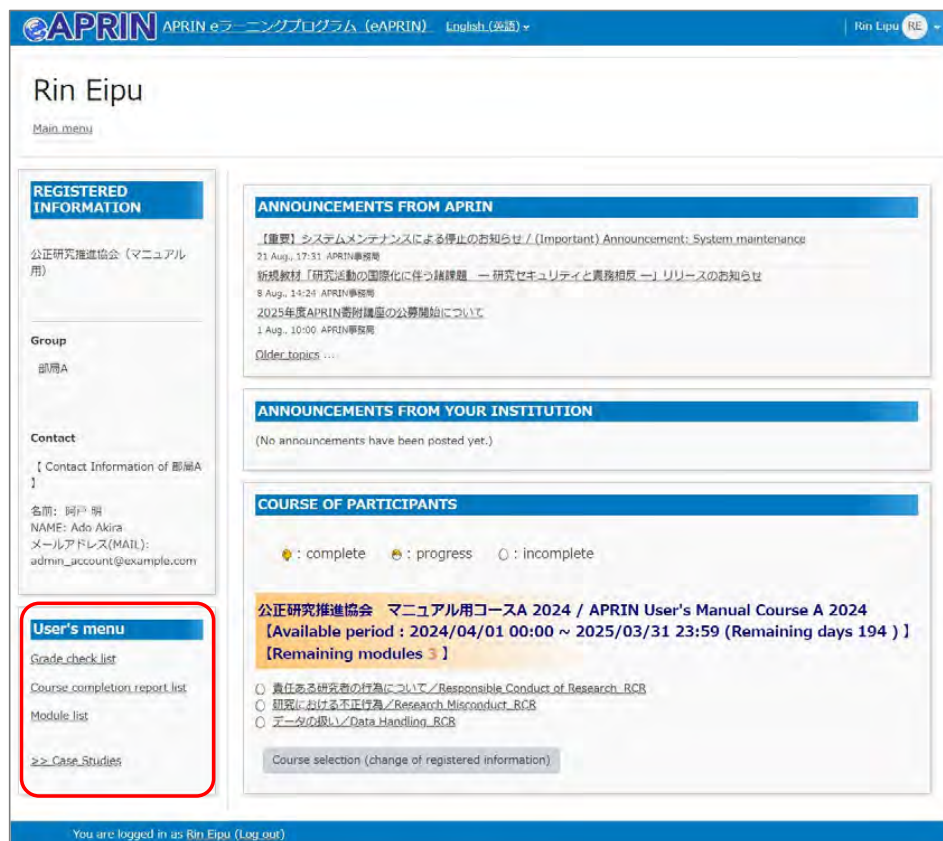 APRIN APRIN eラーニングプログラム (eAPRIN) English (英語)
Rin Eipu RE
Rin Eipu
Main menu
REGISTERED
INFORMATION
公正研究推進協会（マニュアル
用）
Group
部局A
Contact
【 Contact Information of 部局A
】
名前: 阿戸 明
NAME: Ado Akira
メールアドレス(MAIL):
admin_account@example.com
User's menu
Grade check list
Course completion report list
Module list
>> Case Studies
ANNOUNCEMENTS FROM APRIN
【重要】システムメンテナンスによる停止のお知らせ / (Important) Announcement: System maintenance
21 Aug., 17:31 APRIN事務局
新規教材「研究活動の国際化に伴う諸課題 ー 研究セキュリティと責務相反 ー」リリースのお知らせ
8 Aug., 14:24 APRIN事務局
2025年度APRIN寄附講座の公募開始について
1 Aug., 10:00 APRIN事務局
Older topics ...
ANNOUNCEMENTS FROM YOUR INSTITUTION
(No announcements have been posted yet.)
COURSE OF PARTICIPANTS
: complete : progress : incomplete
公正研究推進協会 マニュアル用コースA 2024 / APRIN User's Manual Course A 2024
【Available period : 2024/04/01 00:00 ~ 2025/03/31 23:59 (Remaining days 194 ) 】
【Remaining modules 3 】
責任ある研究者の行為について／Responsible Conduct of Research_RCR
研究における不正行為／Research Misconduct_RCR
データの扱い／Data Handling_RCR
Course selection (change of registered information)
You are logged in as Rin Eipu (Log out)